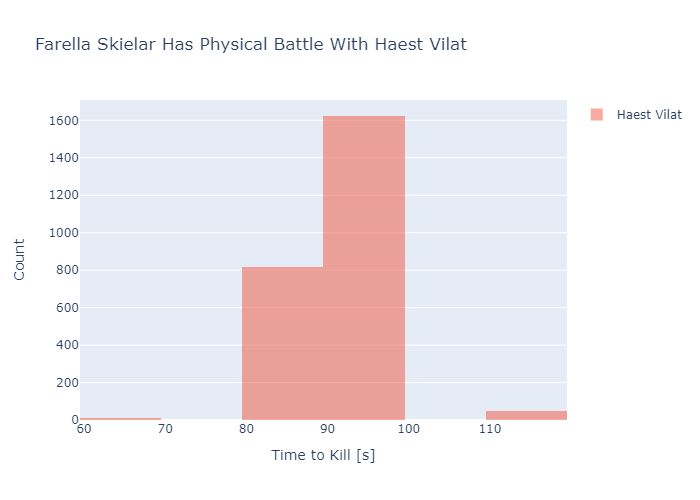 Farella Skielar Has Physical Battle With Haest Vilat
Haest Vilat
1600
1400
1200
1000
800
600
400
200
0
60 70 80 90 100 110
Count
Time to Kill [s]